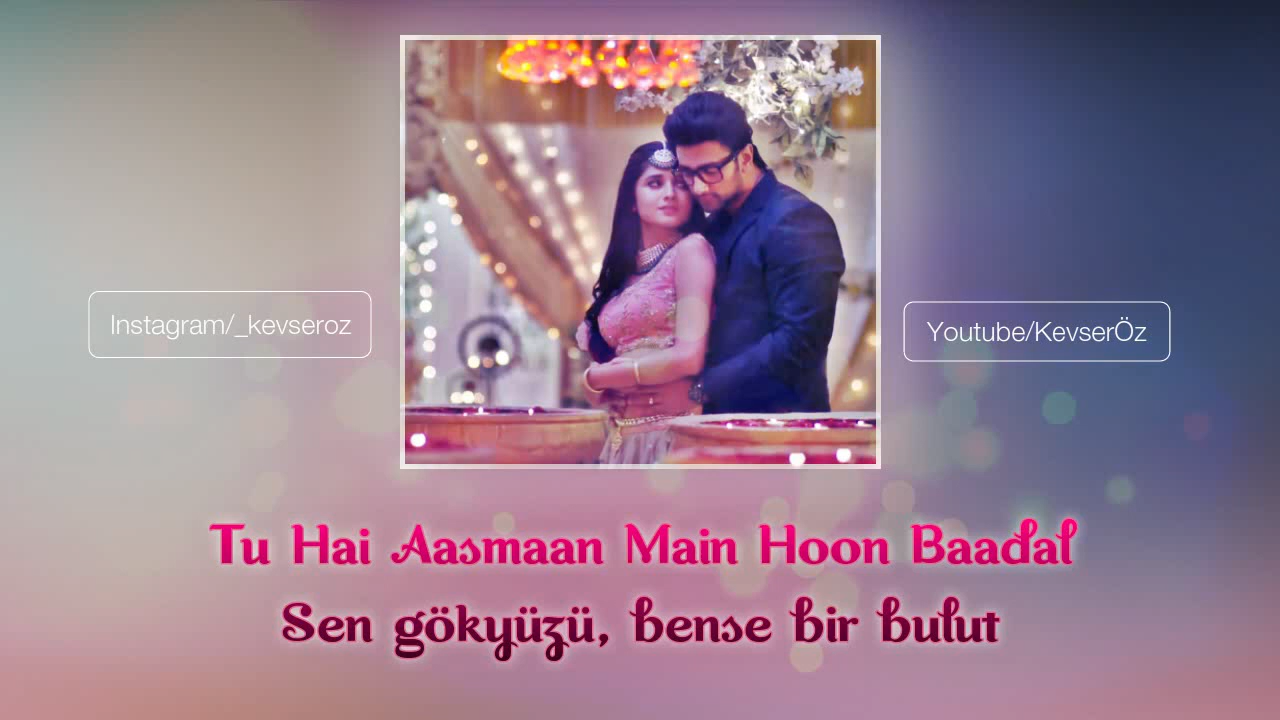 Instagram/_kevseroz
Youtube/KevserÖz
Tu Hai Aasmaan Main Hoon Baadal
Sen gökyüzü, bense bir bulut